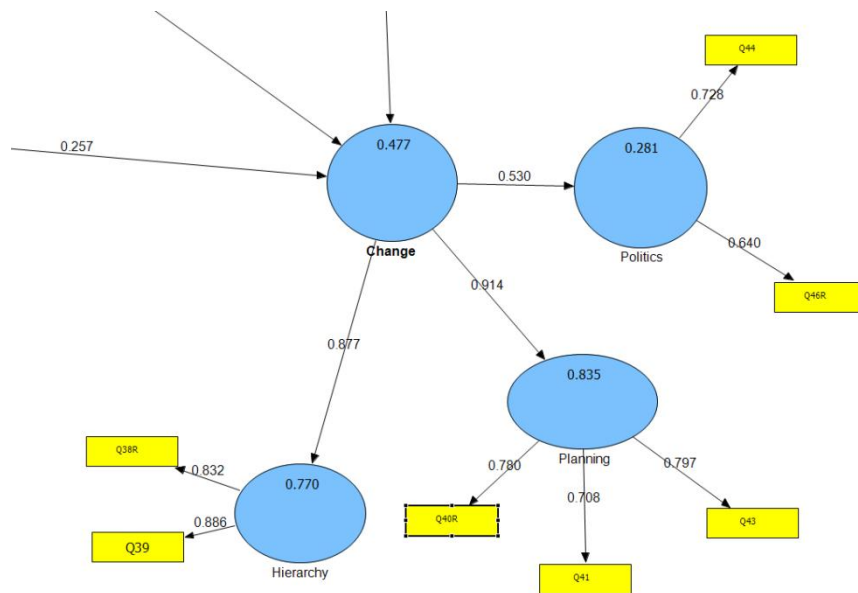 Q44
0.728
0.257
0.477
0.530
0.281
0.640
Change
Politics
Q46R
0.914
0.877
0.835
Q38R
0.832
0.770
0.780
Planning
0.797
0.708
Q40R
Q43
0.886
Q39
Hierarchy
Q41